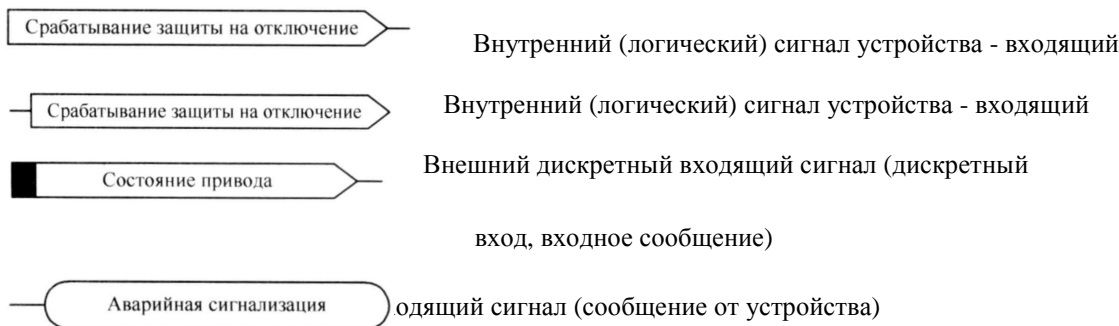 Срабатывание защиты на отключение
Внутренний (логический) сигнал устройства - входящий
Срабатывание защиты на отключение
Внутренний (логический) сигнал устройства - входящий
Состояние привода
Внешний дискретный входящий сигнал (дискретный
вход, входное сообщение)
Аварийная сигнализация
одящий сигнал (сообщение от устройства)